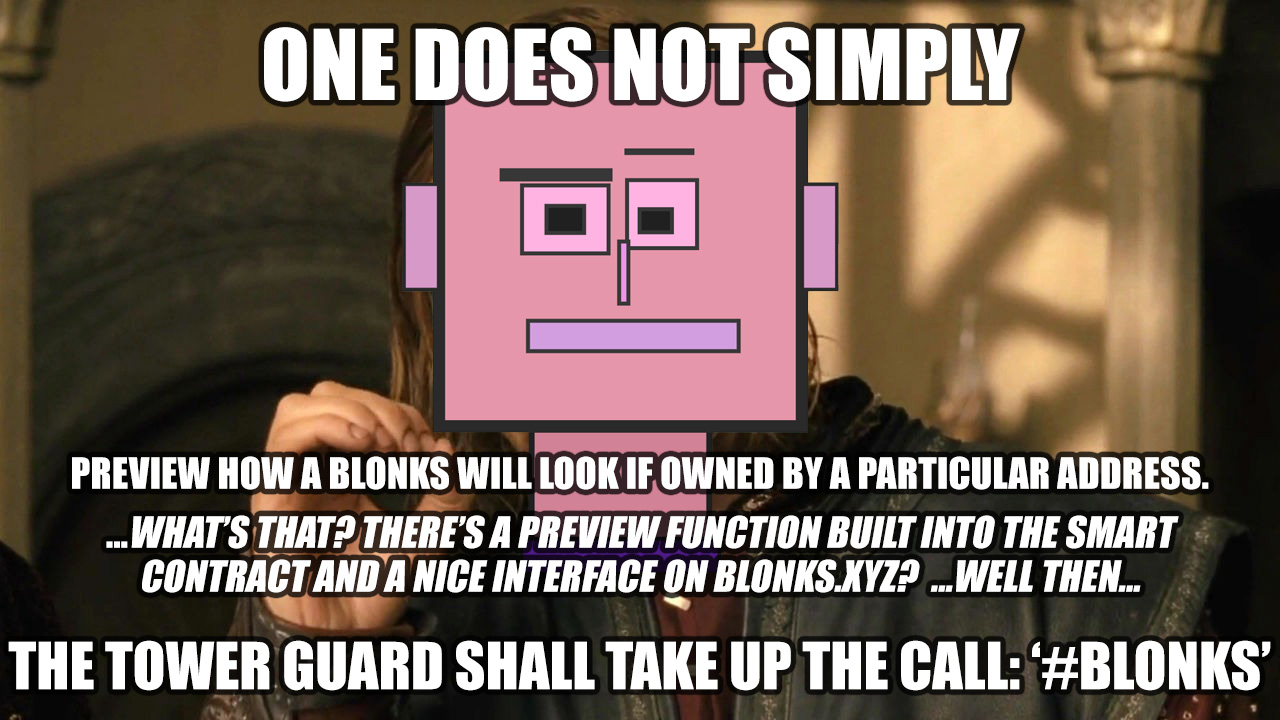 ONE DOES NOT SIMPLY
PREVIEW HOW A BLONKS WILL LOOK IF OWNED BY A PARTICULAR ADDRESS.
...WHAT'S THAT? THERE'S A PREVIEW FUNCTION BUILT INTO THE SMART
CONTRACT AND A NICE INTERFACE ON BLONKS.XYZ? ...WELL THEN...
THE TOWER GUARD SHALL TAKE UP THE CALL: ‘#BLONKS’